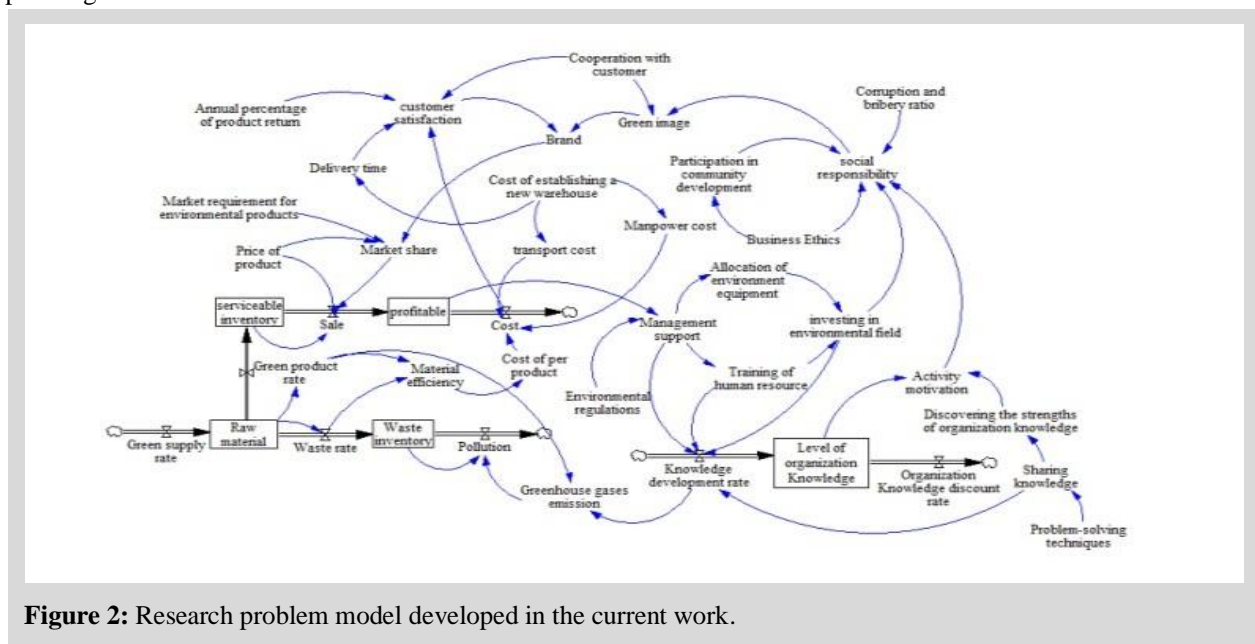 Cooperation with
customer
Annual percentage
of product return
customer
satisfaction
Corruption and
bribery ratio
Green image
Brand
Delivery time
Participation in
community
development
social
responsibility
Cost of establishing a
new warehouse
Market requirement for
environmental products
Manpower cost
Business Ethics
Price of
product
Market share
transport cost
Allocation of
environment
equipment
serviceable
inventory
Sale
profitable
Cost
Management
support
investing in
environmental field
Green product
rate
Material
efficiency
Cost of per
product
Training of
human resource
Environmental
regulations
Activity
motivation
Discovering the strengths
of organization knowledge
Green supply
rate
Raw
material
Waste rate
Waste
inventory
Pollution
Greenhouse gases
emission
Knowledge
development rate
Level of
organization
Knowledge
Organization
Knowledge discount
rate
Sharing
knowledge
Problem-solving
techniques
Figure 2: Research problem model developed in the current work.